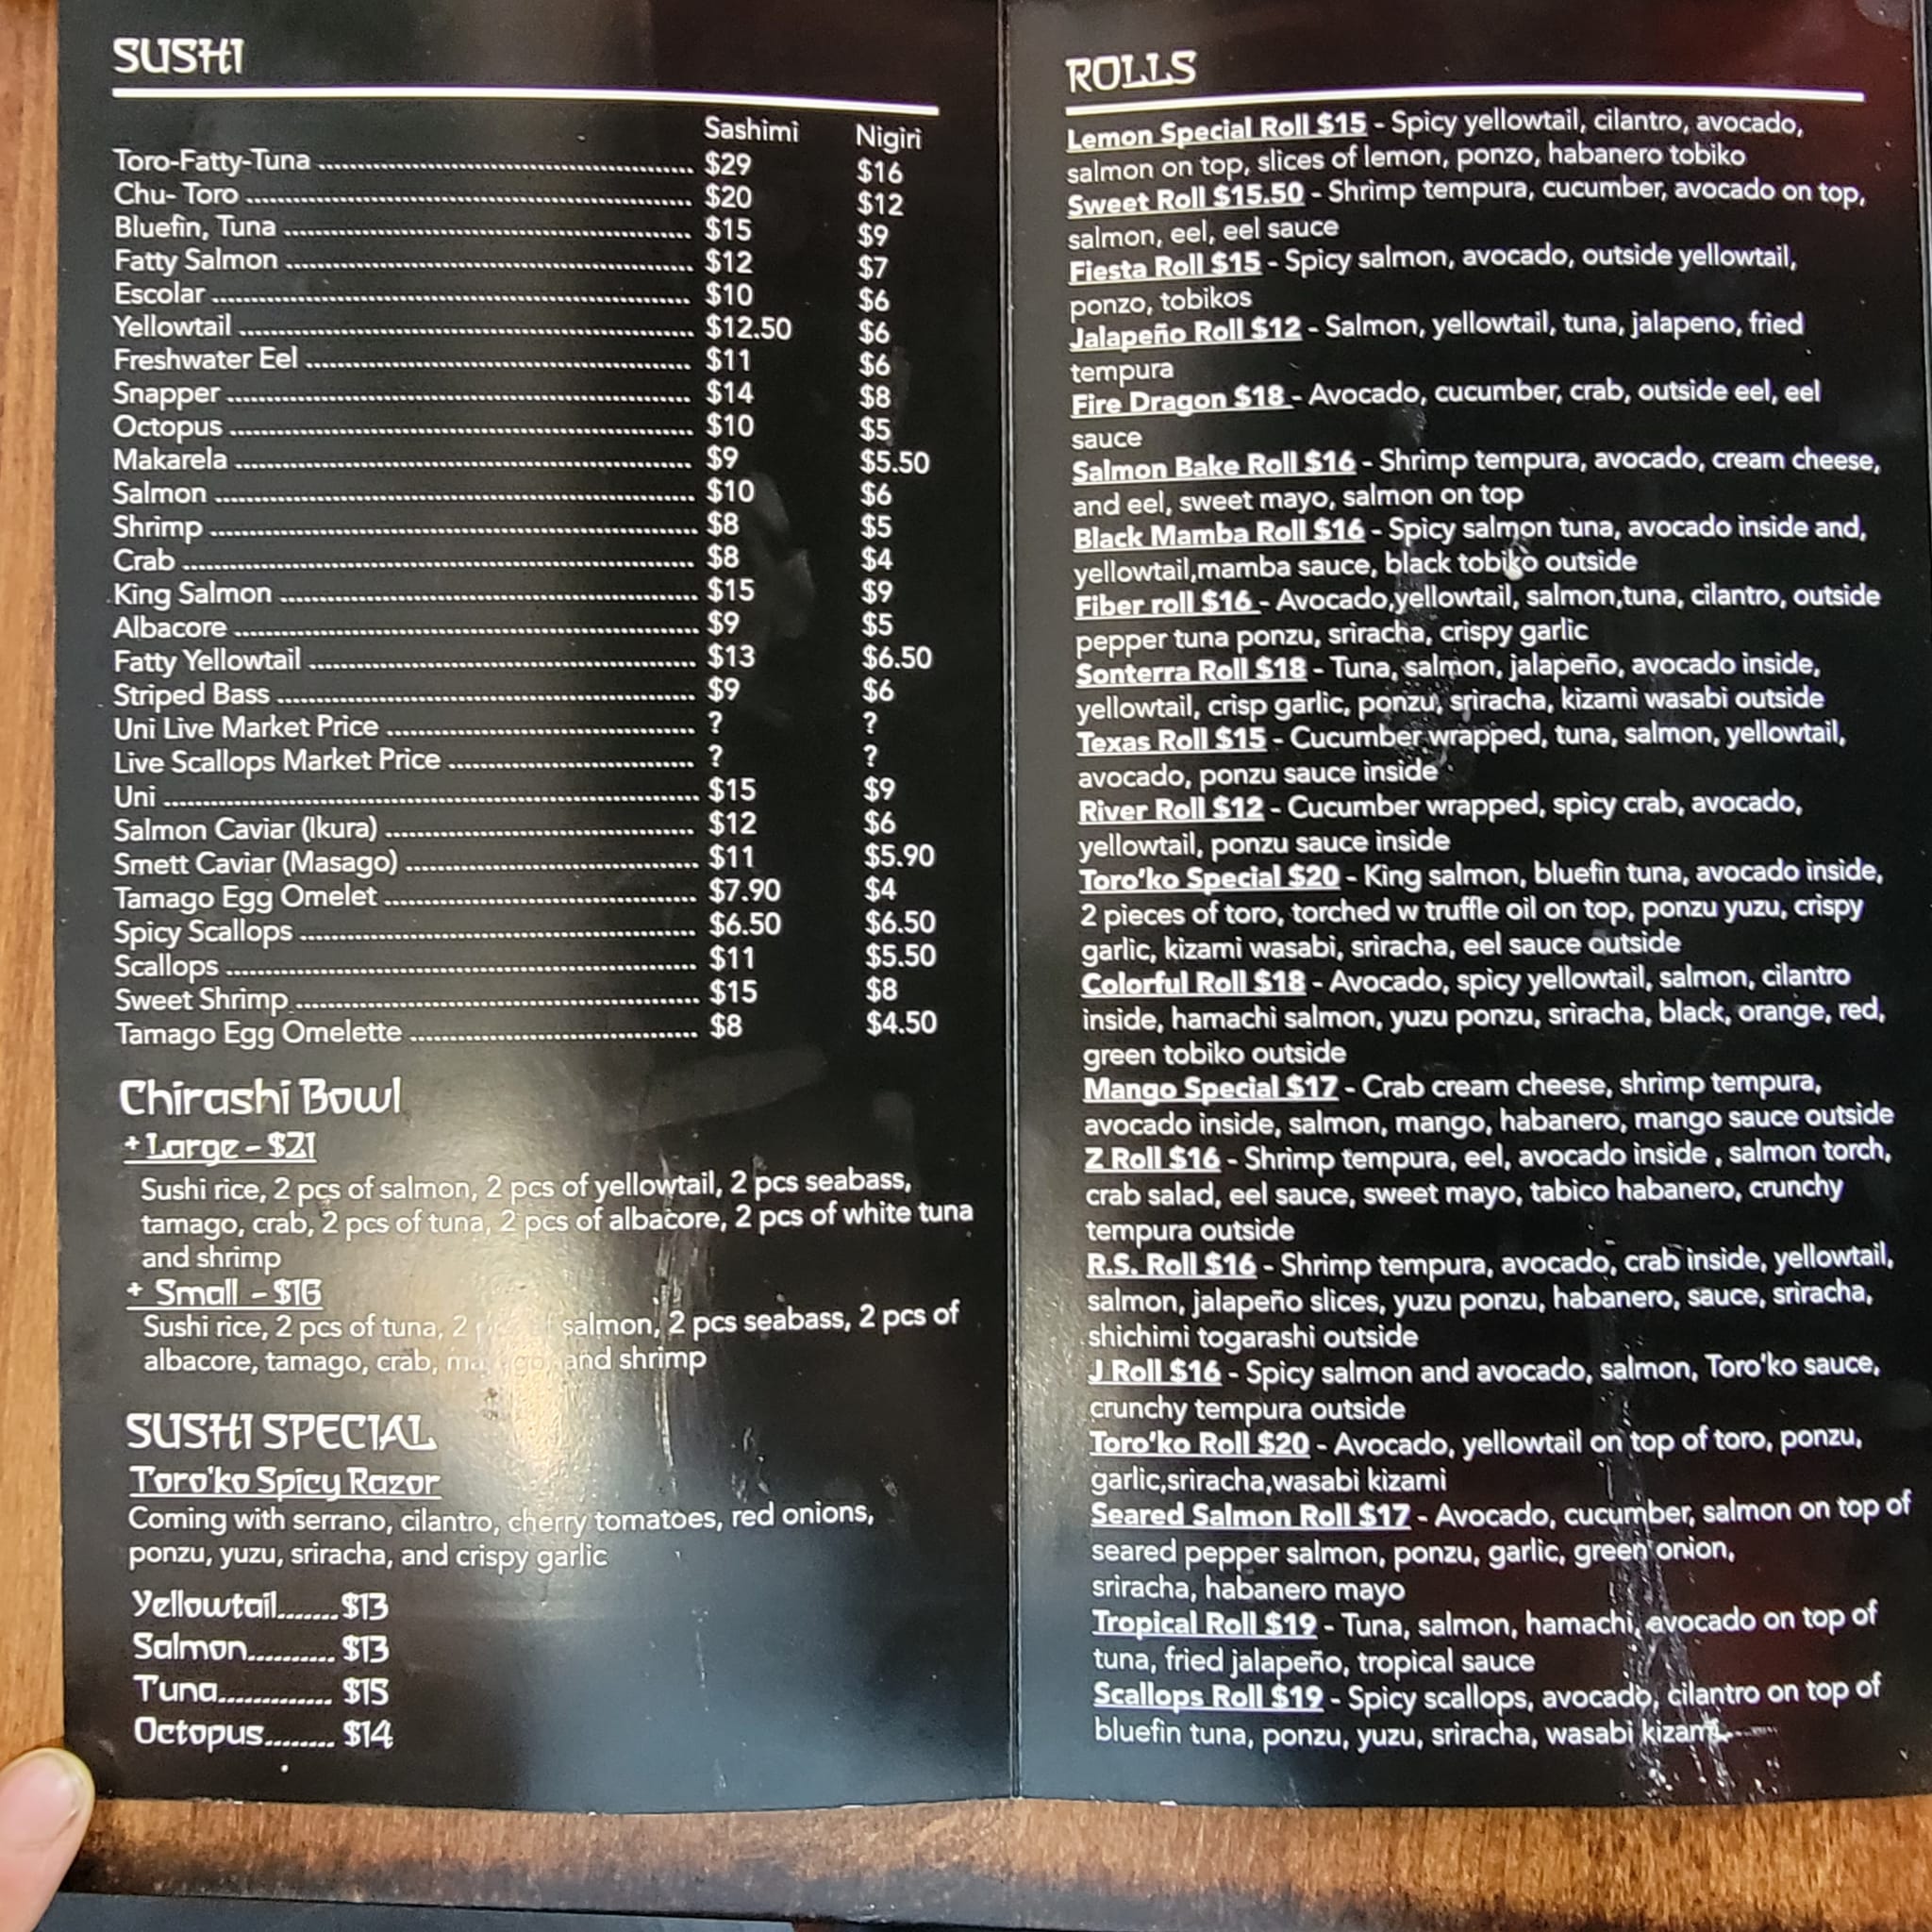 SUSHI
Sashimi Nigiri
Toro-Fatty-Tuna $29 $16
Chu- Toro $20 $12
Bluefin, Tuna $15 $9
Fatty Salmon $12 $7
Escolar $10 $6
Yellowtail $12.50 $6
Freshwater Eel $11 $6
Snapper $14 $8
Octopus $10 $5
Makarela $9 $5.50
Salmon $10 $6
Shrimp $8 $5
Crab $8 $4
King Salmon $15 $9
Albacore $9 $5
Fatty Yellowtail $13 $6.50
Striped Bass $9 $6
Uni Live Market Price ? ?
Live Scallops Market Price ? ?
Uni $15 $9
Salmon Caviar (Ikura) $12 $6
Smett Caviar (Masago) $11 $5.90
Tamago Egg Omelet $7.90 $4
Spicy Scallops $6.50 $6.50
Scallops $11 $5.50
Sweet Shrimp $15 $8
Tamago Egg Omelette $8 $4.50
Chirashi Bowl
+ Large - $21
Sushi rice, 2 pcs of salmon, 2 pcs of yellowtail, 2 pcs seabass,
tamago, crab, 2 pcs of tuna, 2 pcs of albacore, 2 pcs of white tuna
and shrimp
+ Small - $16
Sushi rice, 2 pcs of tuna, 2 salmon, 2 pcs seabass, 2 pcs of
albacore, tamago, crab, and shrimp
SUSHI SPECIAL
Toro'ko Spicy Razor
Coming with serrano, cilantro, cherry tomatoes, red onions,
ponzu, yuzu, sriracha, and crispy garlic
Yellowtail.......$13
Salmon.......... $13
Tuna............. $15
Octopus........ $14
ROLLS
Lemon Special Roll $15 - Spicy yellowtail, cilantro, avocado,
salmon on top, slices of lemon, ponzo, habanero tobiko
Sweet Roll $15.50 - Shrimp tempura, cucumber, avocado on top,
salmon, eel, eel sauce
Fiesta Roll $15 - Spicy salmon, avocado, outside yellowtail,
ponzo, tobikos
Jalapeño Roll $12 - Salmon, yellowtail, tuna, jalapeno, fried
tempura
Fire Dragon $18 - Avocado, cucumber, crab, outside eel, eel
sauce
Salmon Bake Roll $16 - Shrimp tempura, avocado, cream cheese,
and eel, sweet mayo, salmon on top
Black Mamba Roll $16 - Spicy salmon tuna, avocado inside and,
yellowtail,mamba sauce, black tobiko outside
Fiber roll $16 - Avocado,yellowtail, salmon,tuna, cilantro, outside
pepper tuna ponzu, sriracha, crispy garlic
Sonterra Roll $18 - Tuna, salmon, jalapeño, avocado inside,
yellowtail, crisp garlic, ponzu, sriracha, kizami wasabi outside
Texas Roll $15 - Cucumber wrapped, tuna, salmon, yellowtail,
avocado, ponzu sauce inside
River Roll $12 - Cucumber wrapped, spicy crab, avocado,
yellowtail, ponzu sauce inside
Toro'ko Special $20 - King salmon, bluefin tuna, avocado inside,
2 pieces of toro, torched w truffle oil on top, ponzu yuzu, crispy
garlic, kizami wasabi, sriracha, eel sauce outside
Colorful Roll $18 - Avocado, spicy yellowtail, salmon, cilantro
inside, hamachi salmon, yuzu ponzu, sriracha, black, orange, red,
green tobiko outside
Mango Special $17 - Crab cream cheese, shrimp tempura,
avocado inside, salmon, mango, habanero, mango sauce outside
Z Roll $16 - Shrimp tempura, eel, avocado inside , salmon torch,
crab salad, eel sauce, sweet mayo, tabico habanero, crunchy
tempura outside
R.S. Roll $16 - Shrimp tempura, avocado, crab inside, yellowtail,
salmon, jalapeño slices, yuzu ponzu, habanero, sauce, sriracha,
shichimi togarashi outside
J Roll $16 - Spicy salmon and avocado, salmon, Toro'ko sauce,
crunchy tempura outside
Toro'ko Roll $20 - Avocado, yellowtail on top of toro, ponzu,
garlic,sriracha,wasabi kizami
Seared Salmon Roll $17 - Avocado, cucumber, salmon on top of
seared pepper salmon, ponzu, garlic, green onion,
sriracha, habanero mayo
Tropical Roll $19 - Tuna, salmon, hamachi, avocado on top of
tuna, fried jalapeño, tropical sauce
Scallops Roll $19 - Spicy scallops, avocado, cilantro on top of
bluefin tuna, ponzu, yuzu, sriracha, wasabi kizami